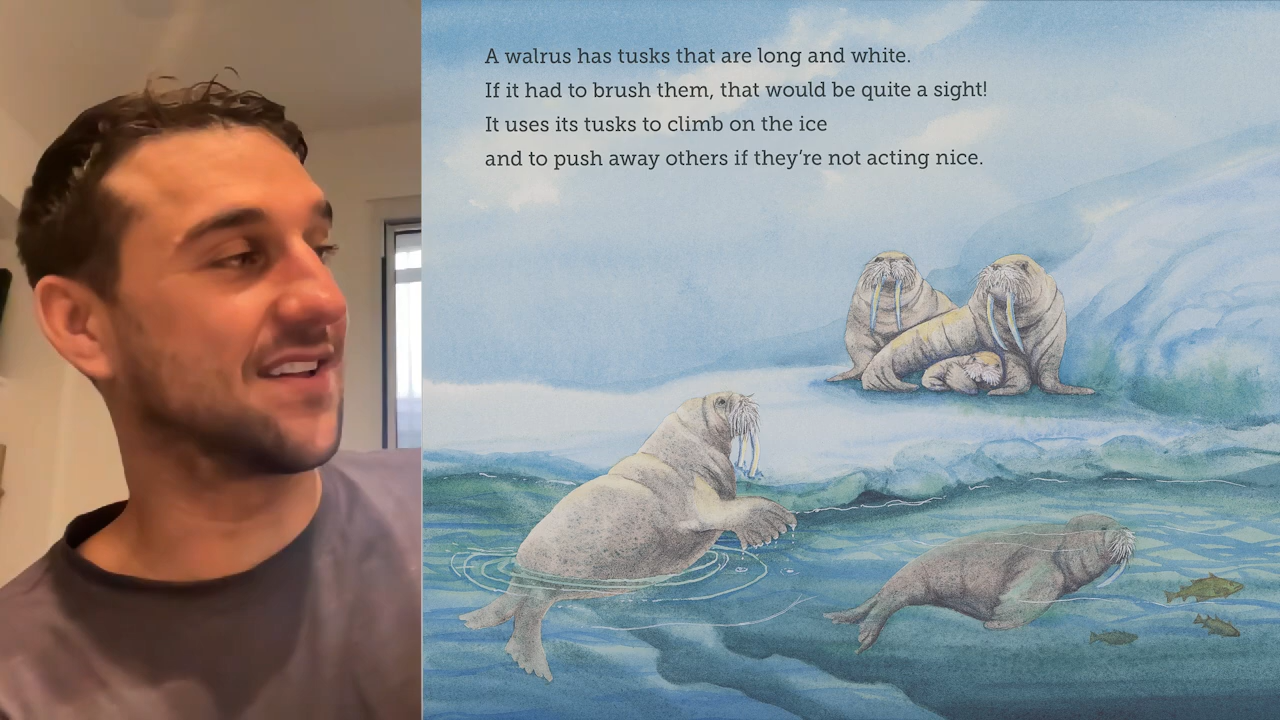 A walrus has tusks that are long and white.
If it had to brush them, that would be quite a sight!
It uses its tusks to climb on the ice
and to push away others if they’re not acting nice.